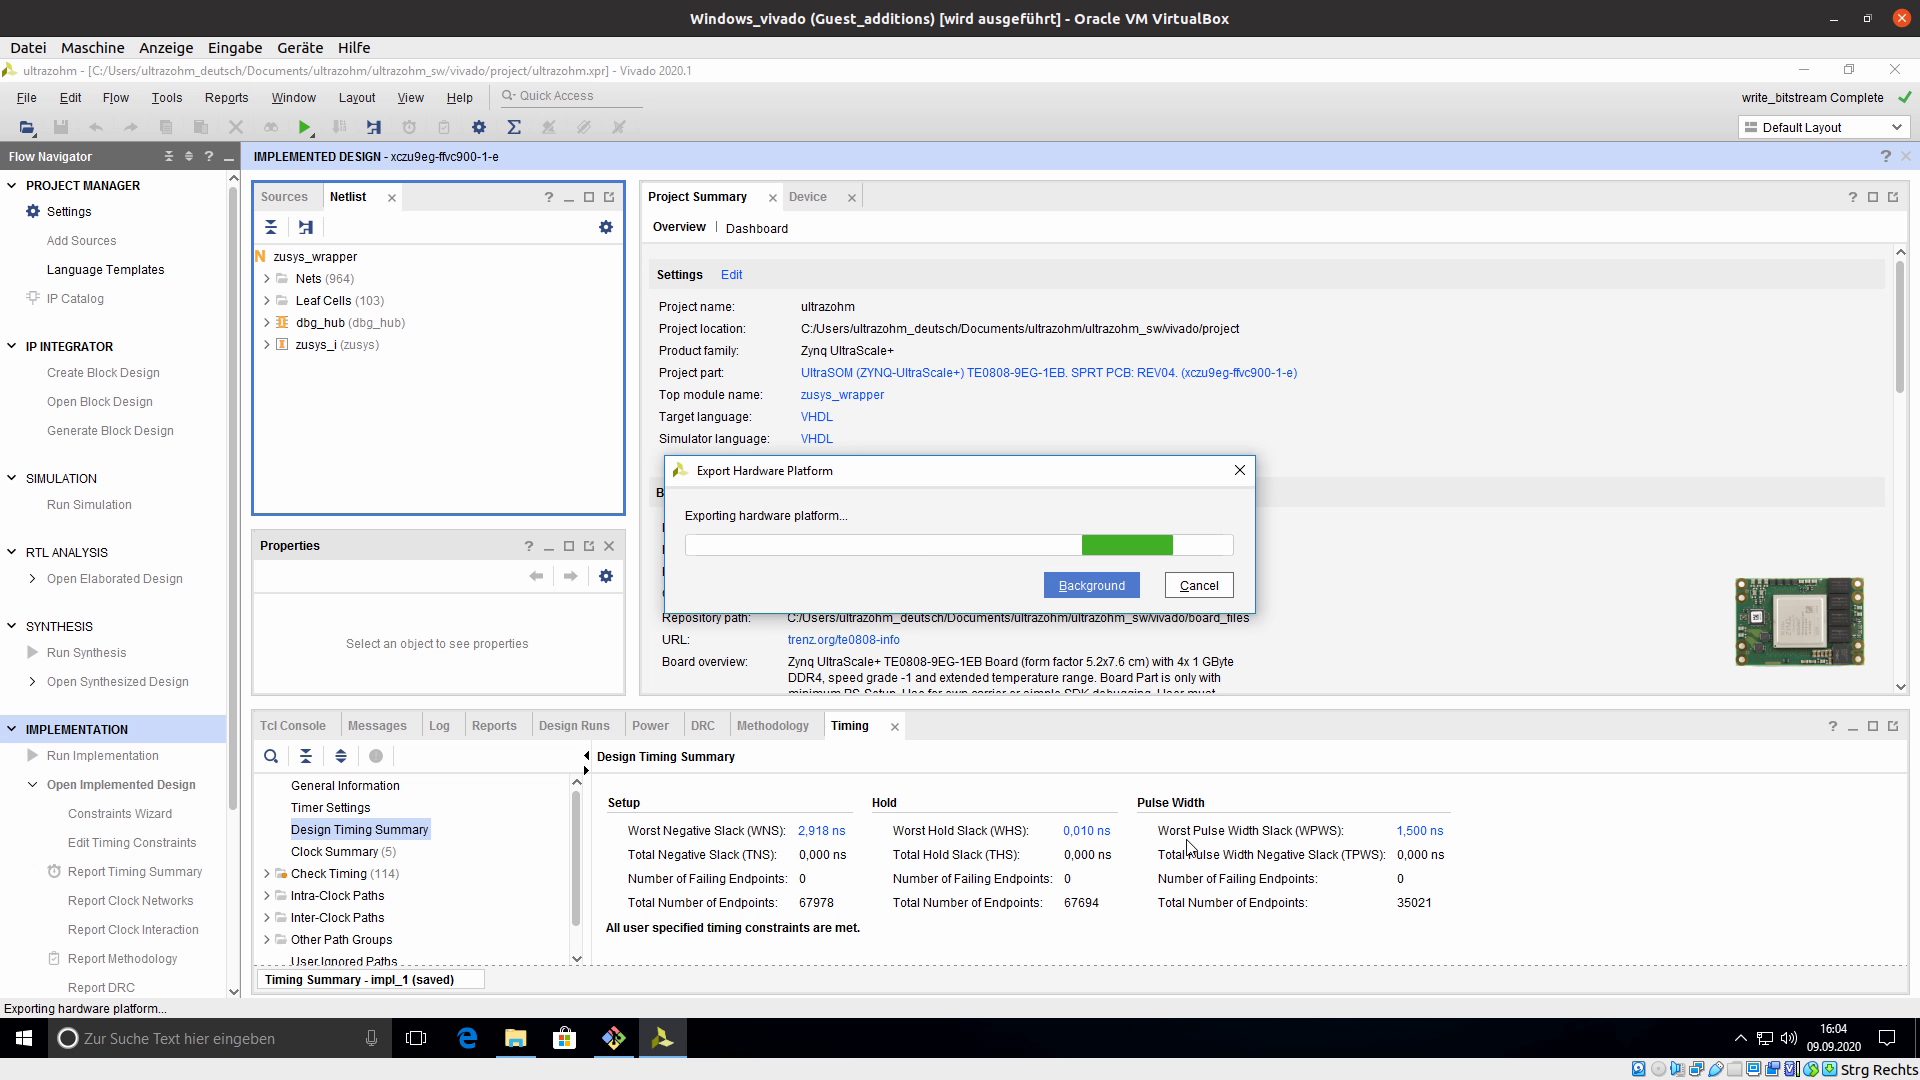 Windows_vivado (Guest_additions) [wird ausgeführt] - Oracle VM VirtualBox
Datei Maschine Anzeige Eingabe Geräte Hilfe
ultrazohm - [C:/Users/ultrazohm_deutsch/Documents/ultrazohm/ultrazohm_sw/vivado/project/ultrazohm.xpr] - Vivado 2020.1
File Edit Flow Tools Reports Window Layout View Help Quick Access
write_bitstream Complete
Default Layout
Flow Navigator
IMPLEMENTED DESIGN - xczu9eg-ffvc900-1-e
PROJECT MANAGER
Settings
Add Sources
Language Templates
IP Catalog
IP INTEGRATOR
Create Block Design
Open Block Design
Generate Block Design
SIMULATION
Run Simulation
RTL ANALYSIS
Open Elaborated Design
SYNTHESIS
Run Synthesis
Open Synthesized Design
IMPLEMENTATION
Run Implementation
Open Implemented Design
Constraints Wizard
Edit Timing Constraints
Report Timing Summary
Report Clock Networks
Report Clock Interaction
Report Methodology
Report DRC
Sources Netlist
N zusys_wrapper
Nets (964)
Leaf Cells (103)
dbg_hub (dbg_hub)
zusys_i (zusys)
Properties
Select an object to see properties
Project Summary Device
Overview | Dashboard
Settings Edit
Project name: ultrazohm
Project location: C:/Users/ultrazohm_deutsch/Documents/ultrazohm/ultrazohm_sw/vivado/project
Product family: Zynq UltraScale+
Project part: UltraSOM (ZYNQ-UltraScale+) TE0808-9EG-1EB. SPRT PCB: REV04. (xczu9eg-ffvc900-1-e)
Top module name: zusys_wrapper
Target language: VHDL
Simulator language: VHDL
Export Hardware Platform
Exporting hardware platform...
Background Cancel
Repository path: C:/Users/ultrazohm_deutsch/Documents/ultrazohm/ultrazohm_sw/vivado/board_files
URL: trenz.org/te0808-info
Board overview: Zynq UltraScale+ TE0808-9EG-1EB Board (form factor 5.2x7.6 cm) with 4x 1 GByte
DDR4, speed grade -1 and extended temperature range. Board Part is only with
minimum PS Setup. Use for own carrier or simple SDK debugging. User must
Tcl Console Messages Log Reports Design Runs Power DRC Methodology Timing
General Information
Timer Settings
Design Timing Summary
Clock Summary (5)
Check Timing (114)
Intra-Clock Paths
Inter-Clock Paths
Other Path Groups
User Ignored Paths
Timing Summary - impl_1 (saved)
Design Timing Summary
Setup Hold Pulse Width
Worst Negative Slack (WNS): 2,918 ns Worst Hold Slack (WHS): 0,010 ns Worst Pulse Width Slack (WPWS): 1,500 ns
Total Negative Slack (TNS): 0,000 ns Total Hold Slack (THS): 0,000 ns Total Pulse Width Negative Slack (TPWS): 0,000 ns
Number of Failing Endpoints: 0 Number of Failing Endpoints: 0 Number of Failing Endpoints: 0
Total Number of Endpoints: 67978 Total Number of Endpoints: 67694 Total Number of Endpoints: 35021
All user specified timing constraints are met.
Exporting hardware platform...
Zur Suche Text hier eingeben
16:04
09.09.2020
Strg Rechts